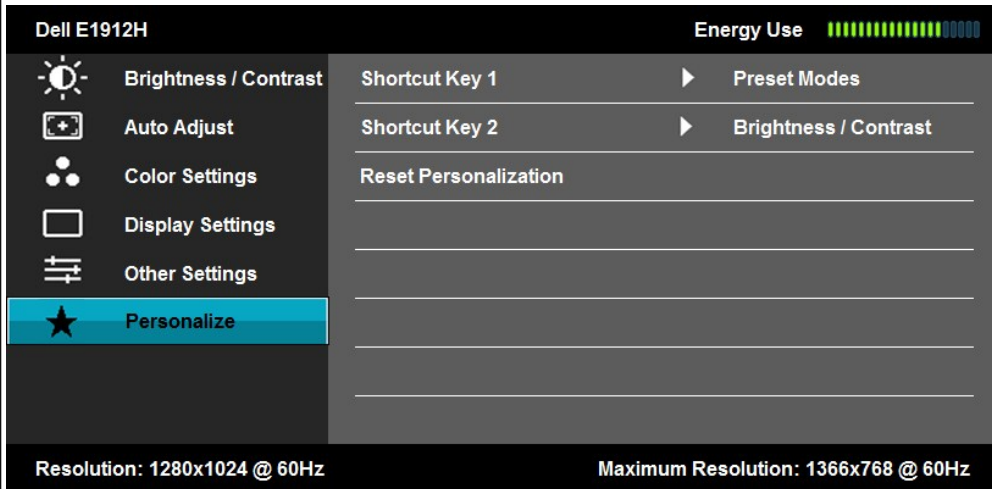 Dell E1912H Energy Use
Brightness / Contrast Shortcut Key 1 Preset Modes
Auto Adjust Shortcut Key 2 Brightness / Contrast
Color Settings Reset Personalization
Display Settings
Other Settings
Personalize
Resolution: 1280x1024 @ 60Hz Maximum Resolution: 1366x768 @ 60Hz